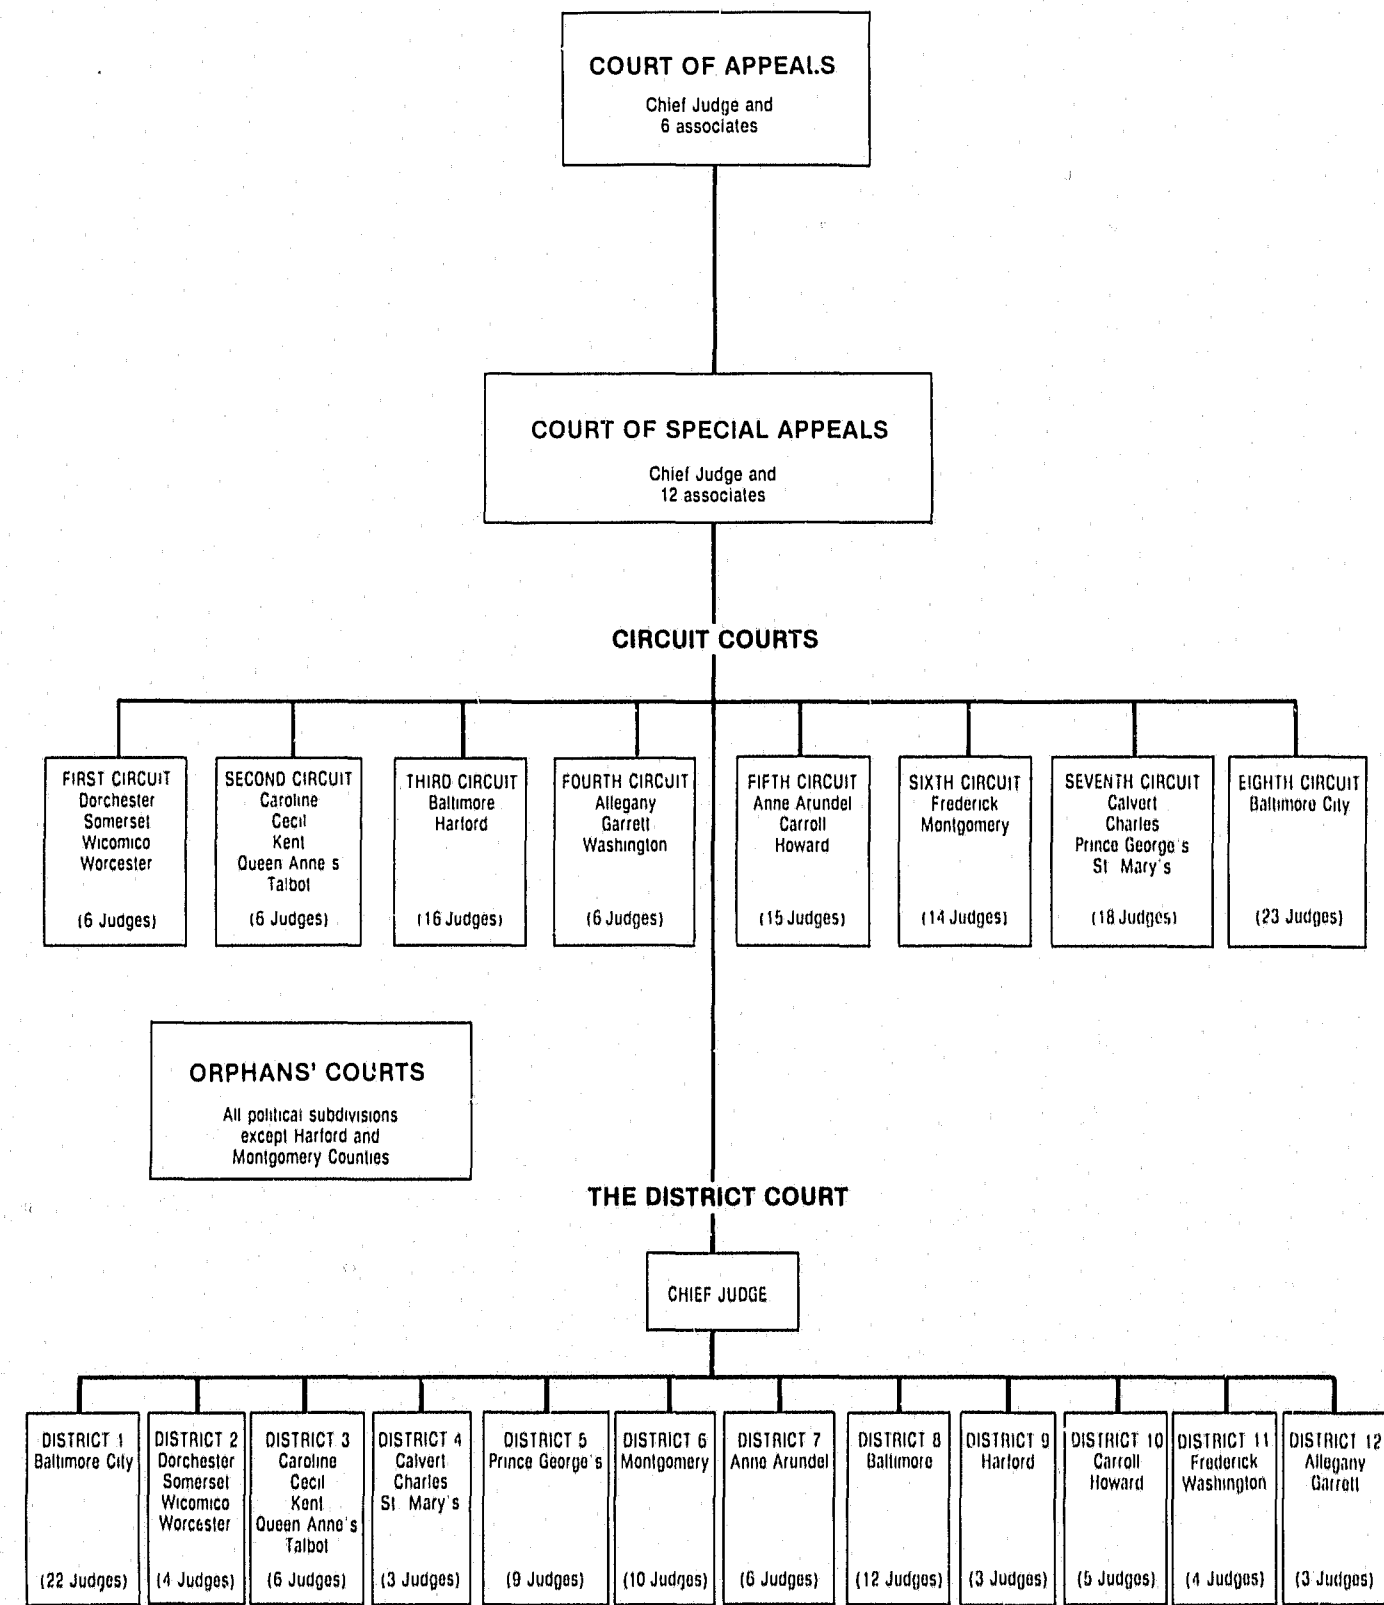 COURT OF APPEALS
Chief Judge and
6 associates
COURT OF SPECIAL APPEALS
Chief Judge and
12 associates
CIRCUIT COURTS
FIRST CIRCUIT
Dorchester
Somerset
Wicomico
Worcester
(6 Judges)
SECOND CIRCUIT
Caroline
Cecil
Kent
Queen Anne s
Talbot
(6 Judges)
THIRD CIRCUIT
Baltimore
Harford
(16 Judges)
FOURTH CIRCUIT
Allegany
Garrett
Washington
(6 Judges)
FIFTH CIRCUIT
Anne Arundel
Carroll
Howard
(15 Judges)
SIXTH CIRCUIT
Frederick
Montgomery
(14 Judges)
SEVENTH CIRCUIT
Calvert
Charles
Prince George's
St Mary's
(18 Judges)
EIGHTH CIRCUIT
Baltimore City
(23 Judges)
ORPHANS' COURTS
All political subdivisions
except Harford and
Montgomery Counties
THE DISTRICT COURT
CHIEF JUDGE
DISTRICT 1
Baltimore City
(22 Judges)
DISTRICT 2
Dorchester
Somerset
Wicomico
Worcester
(4 Judges)
DISTRICT 3
Caroline
Cecil
Kent
Queen Anne's
Talbot
(6 Judges)
DISTRICT 4
Calvert
Charles
St Mary's
(3 Judges)
DISTRICT 5
Prince George's
(9 Judges)
DISTRICT 6
Montgomery
(10 Judges)
DISTRICT 7
Anne Arundel
(6 Judges)
DISTRICT 8
Baltimore
(12 Judges)
DISTRICT 9
Harford
(3 Judges)
DISTRICT 10
Carroll
Howard
(5 Judges)
DISTRICT 11
Frederick
Washington
(4 Judges)
DISTRICT 12
Allegany
Garrett
(3 Judges)